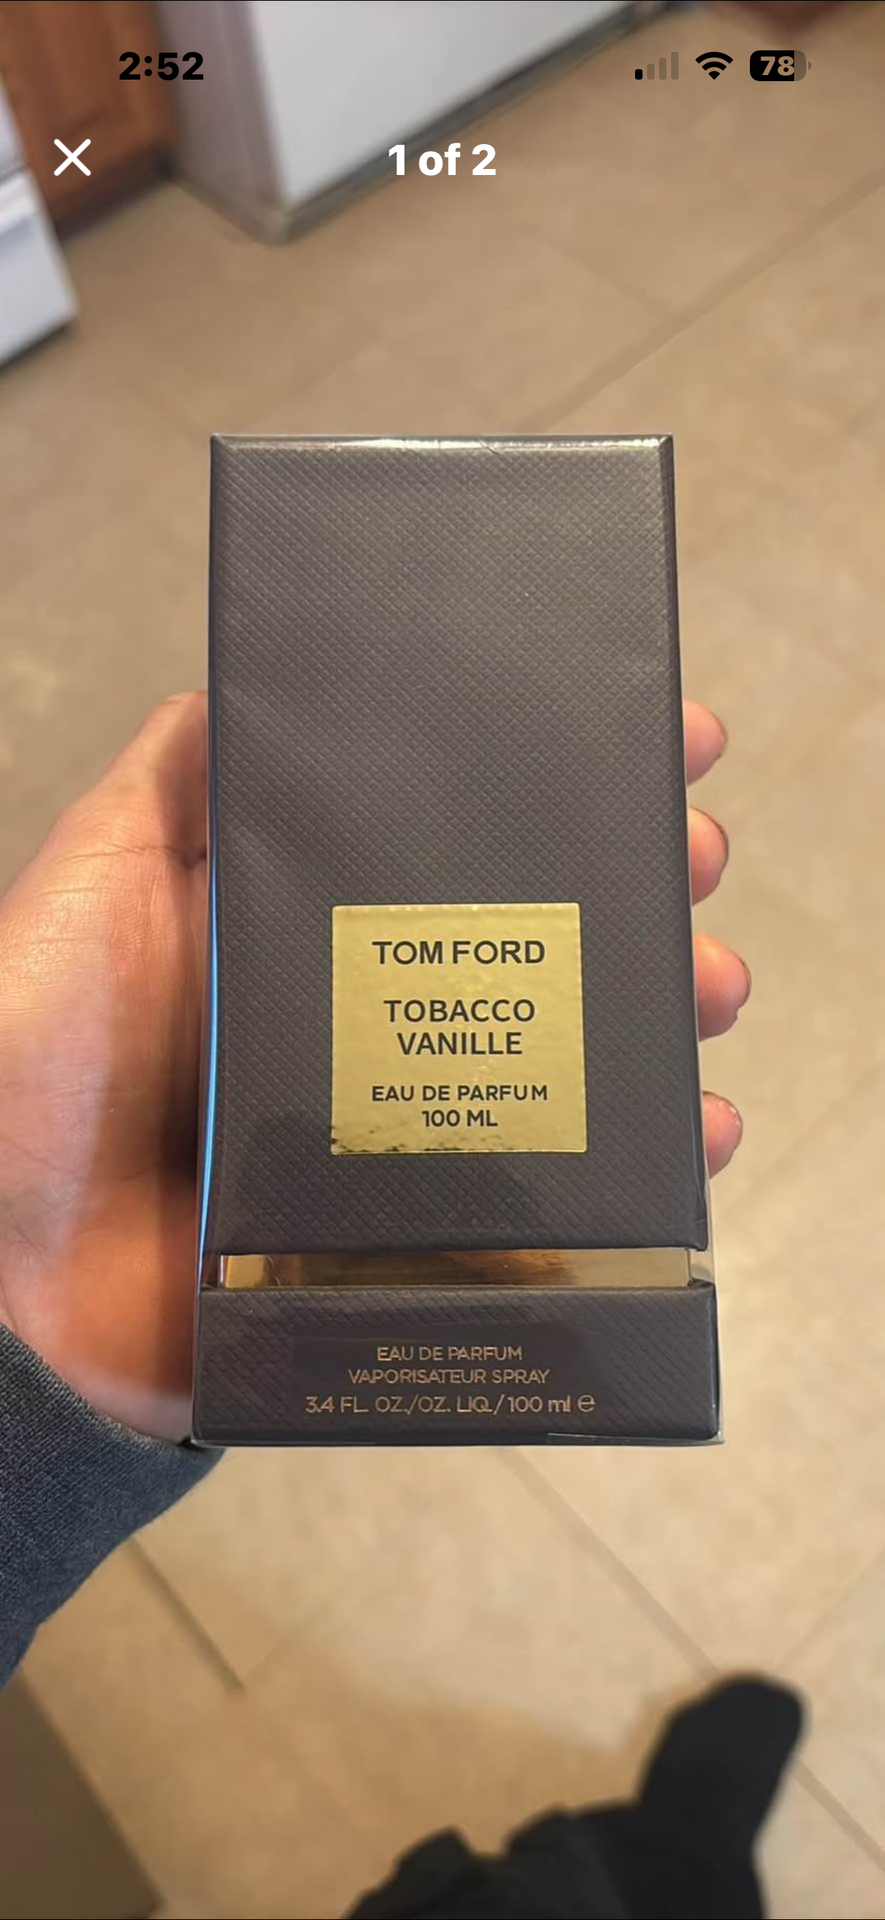 2:52
78
1 of 2
TOM FORD
TOBACCO
VANILLE
EAU DE PARFUM
100 ML
EAU DE PARFUM
VAPORISATEUR SPRAY
3.4 FL. OZ./OZ. LIQ./100 ml ℮